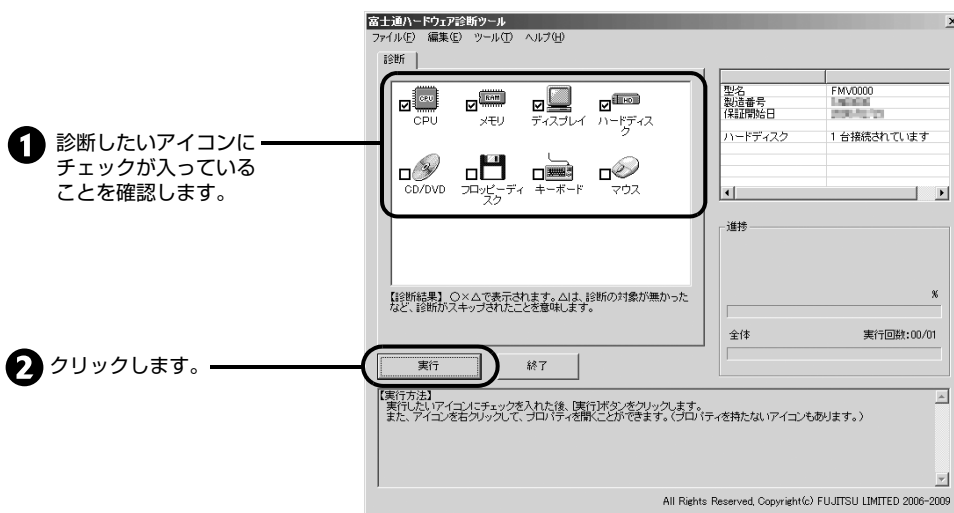 富士通ハードウェア診断ツール
ファイル(F) 編集(E) ツール(T) ヘルプ(H)
診断
CPU
メモリ
ディスプレイ
ハードディス
ク
CD/DVD
フロッピーディ
スク
キーボード
マウス
【診断結果】 ○×△で表示されます。△は、診断の対象が無かった
など、診断がスキップされたことを意味します。
実行
終了
型名 FMV0000
製造番号
保証開始日
ハードディスク 1 台接続されています
進捗
%
全体 実行回数:00/01
【実行方法】
実行したいアイコンにチェックを入れた後、[実行]ボタンをクリックします。
また、アイコンを右クリックして、プロパティを開くことができます。(プロパティを持たないアイコンもあります。)
All Rights Reserved, Copyright(c) FUJITSU LIMITED 2006-2009
1 診断したいアイコンに
チェックが入っている
ことを確認します。
2 クリックします。